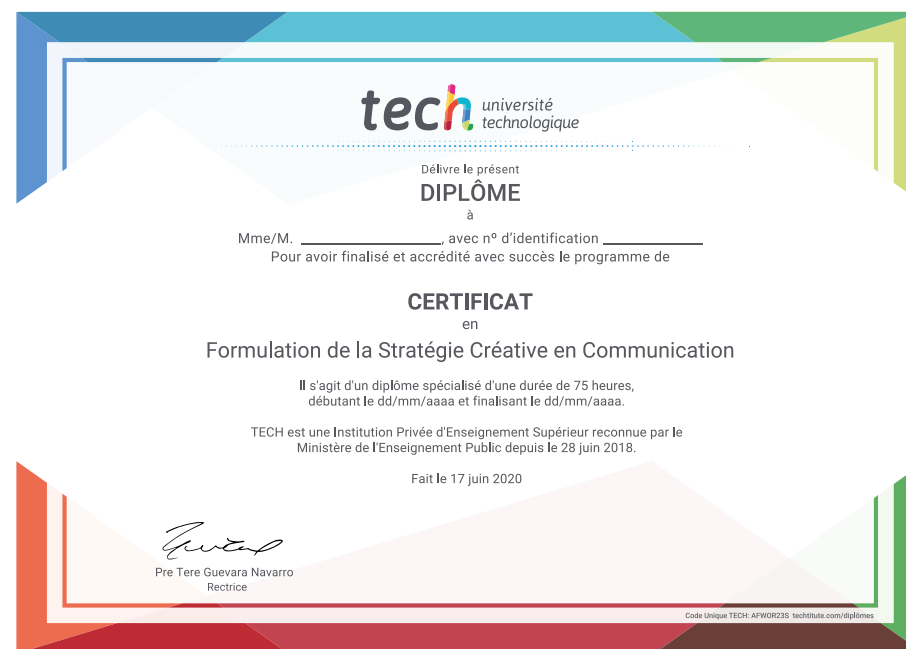 tech université
technologique
Délivre le présent
DIPLÔME
à
Mme/M. ____________________, avec nº d'identification ______________
Pour avoir finalisé et accrédité avec succès le programme de
CERTIFICAT
en
Formulation de la Stratégie Créative en Communication
Il s'agit d'un diplôme spécialisé d'une durée de 75 heures,
débutant le dd/mm/aaaa et finalisant le dd/mm/aaaa.
TECH est une Institution Privée d'Enseignement Supérieur reconnue par le
Ministère de l'Enseignement Public depuis le 28 juin 2018.
Fait le 17 juin 2020
Pre Tere Guevara Navarro
Rectrice
Code Unique TECH: AFWOR23S techtitute.com/diplômes